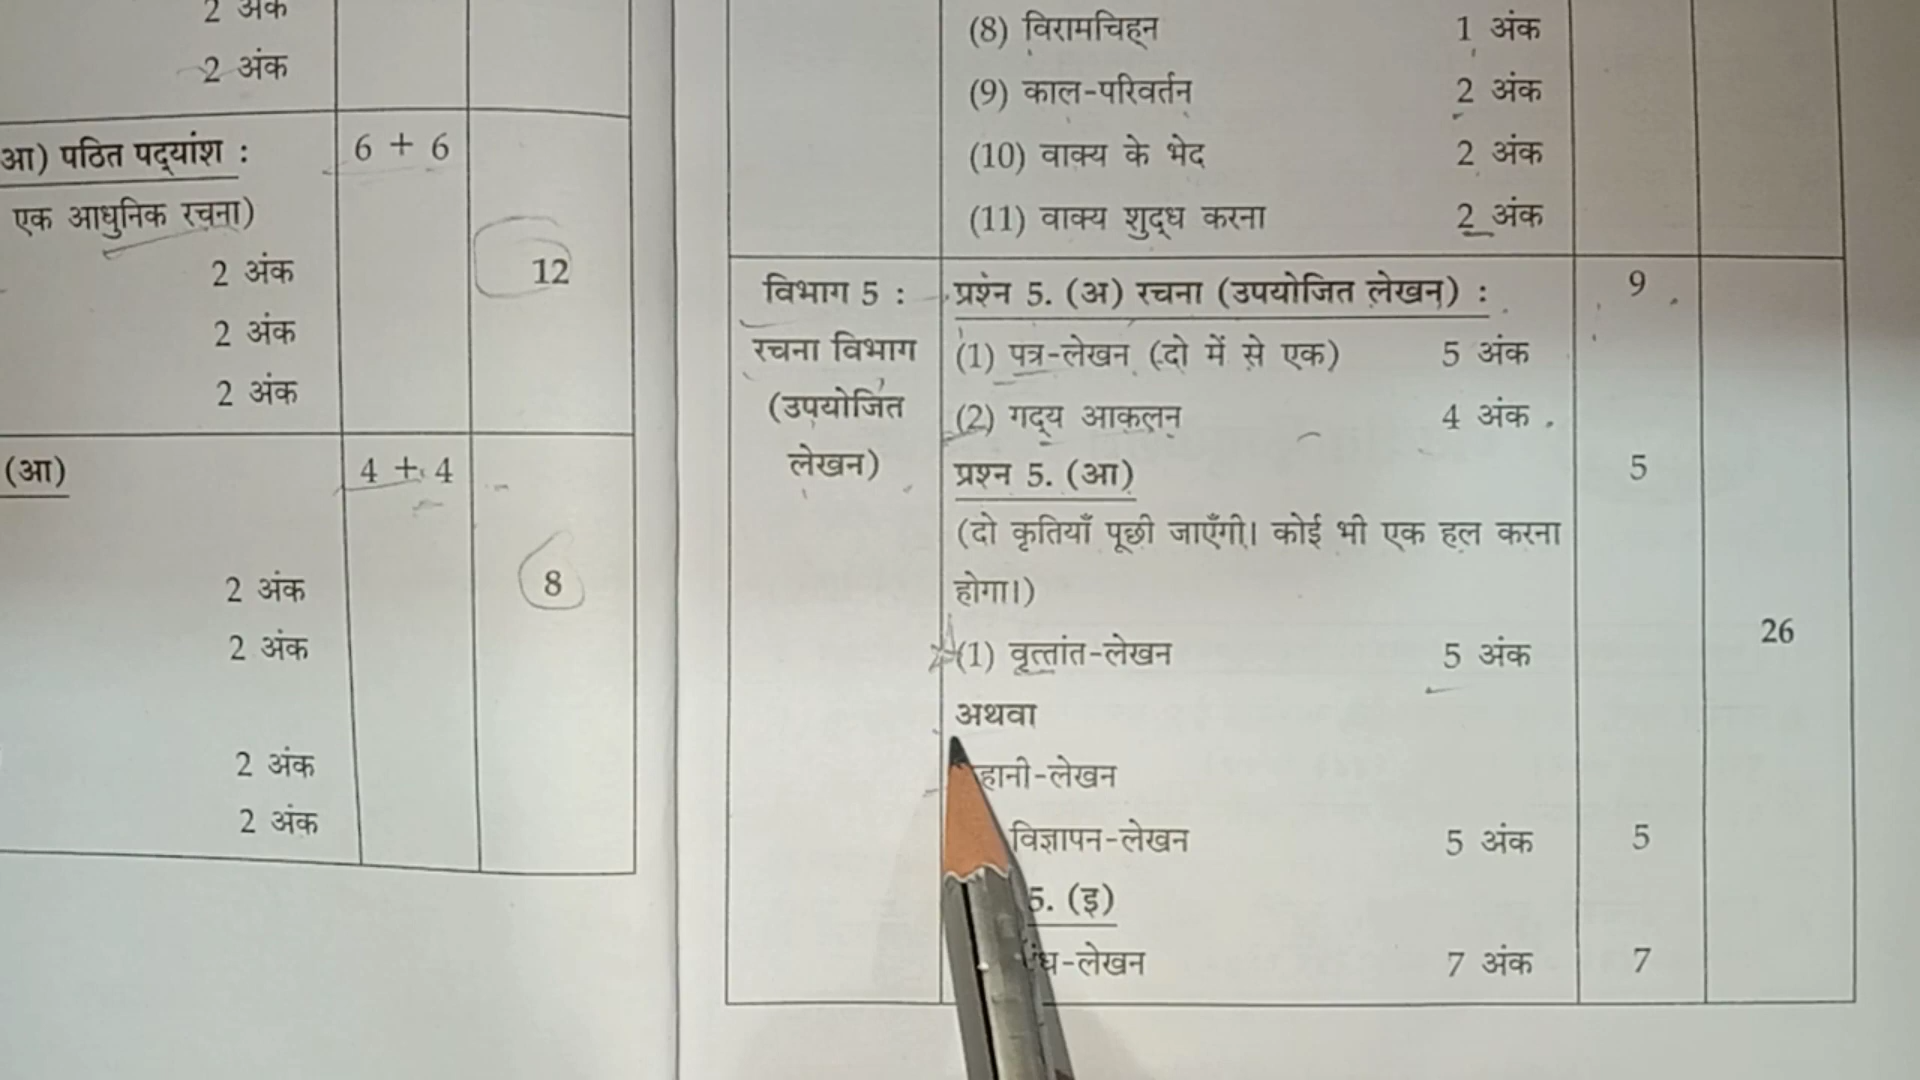 2 अंक
2 अंक
आ) पठित पद्यांश : 6 + 6
एक आधुनिक रचना)
2 अंक 12
2 अंक
2 अंक
(आ) 4 + 4
2 अंक 8
2 अंक
2 अंक
2 अंक
(8) विरामचिह्न 1 अंक
(9) काल-परिवर्तन 2 अंक
(10) वाक्य के भेद 2 अंक
(11) वाक्य शुद्ध करना 2 अंक
विभाग 5 :
रचना विभाग
(उपयोजित
लेखन)
प्रश्न 5. (अ) रचना (उपयोजित लेखन) : 9
(1) पत्र-लेखन (दो में से एक) 5 अंक
(2) गद्य आकलन 4 अंक
प्रश्न 5. (आ) 5
(दो कृतियाँ पूछी जाएँगी। कोई भी एक हल करना
होगा।)
(1) वृत्तांत-लेखन 5 अंक
26
अथवा
हानी-लेखन
विज्ञापन-लेखन 5 अंक 5
5. (इ)
ंध-लेखन 7 अंक 7